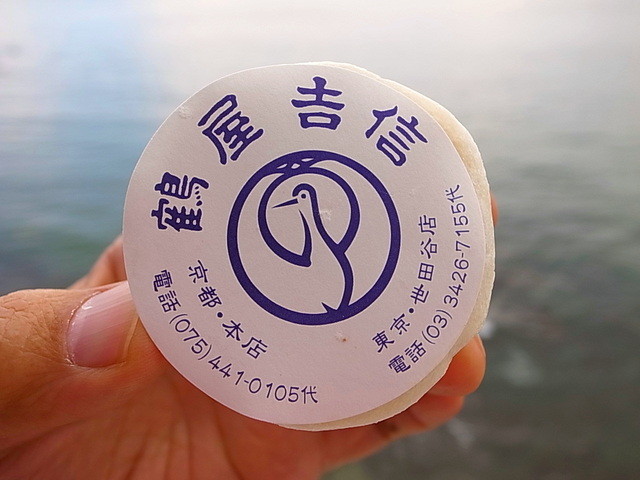 鶴屋吉信
京都・本店
電話(075)441-0105代
東京・世田谷店
電話(03)3426-7155代